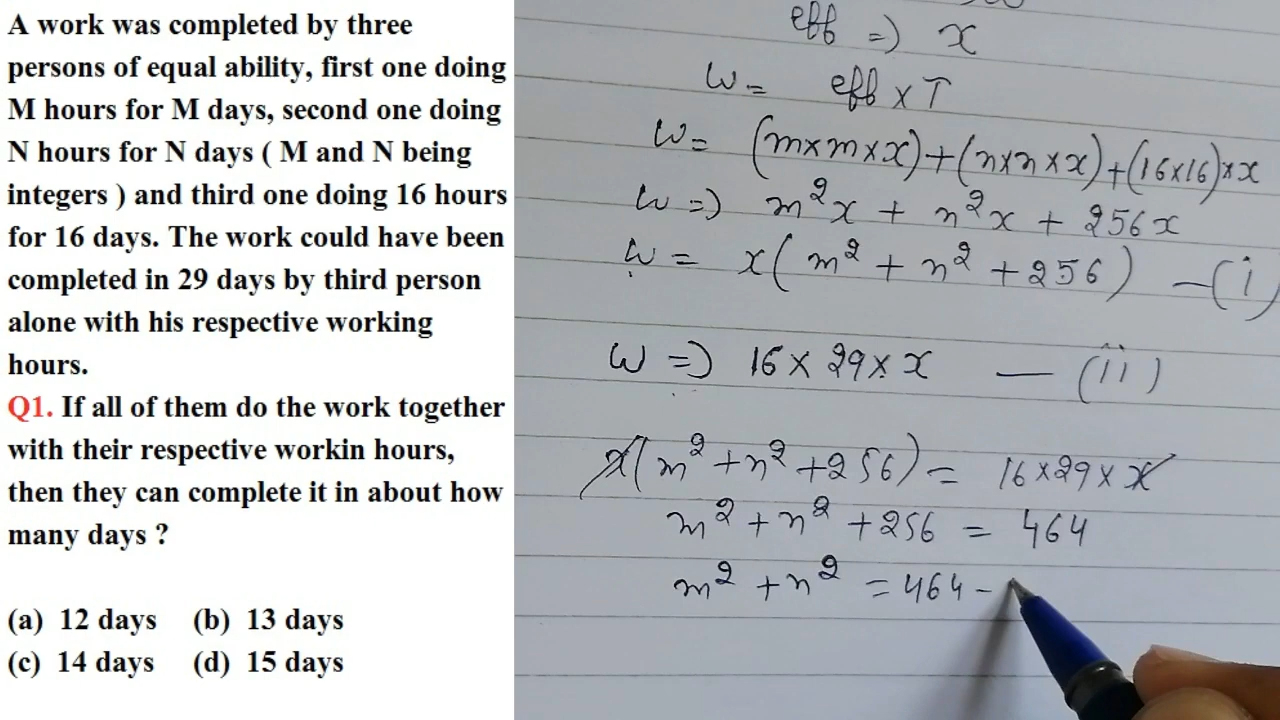 A work was completed by three
persons of equal ability, first one doing
M hours for M days, second one doing
N hours for N days ( M and N being
integers ) and third one doing 16 hours
for 16 days. The work could have been
completed in 29 days by third person
alone with his respective working
hours.
Q1. If all of them do the work together
with their respective workin hours,
then they can complete it in about how
many days ?
(a) 12 days (b) 13 days
(c) 14 days (d) 15 days
eff => x
W = eff × T
W = (m×m×x)+(n×n×x)+(16×16)×x
W => m²x + n²x + 256x
W = x(m² + n² + 256) —(i)
W => 16 × 29 × x — (ii)
x(m² + n² + 256) = 16×29×x
m² + n² + 256 = 464
m² + n² = 464 -